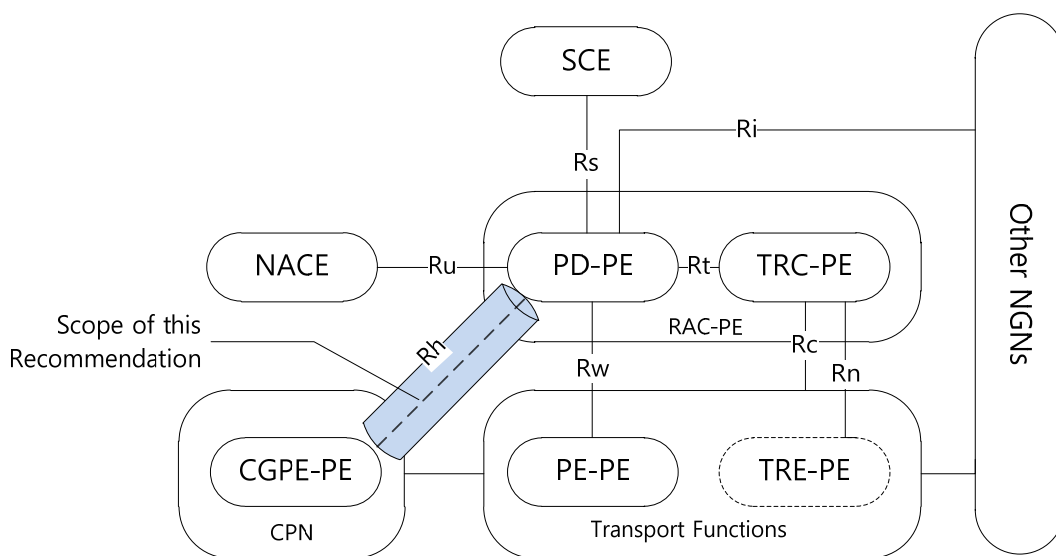 SCE
Ri
Rs
Other NGNs
NACE
Ru
PD-PE
Rt
TRC-PE
RAC-PE
Scope of this
Recommendation
Rh
Rw
Rc
Rn
CGPE-PE
PE-PE
TRE-PE
CPN
Transport Functions